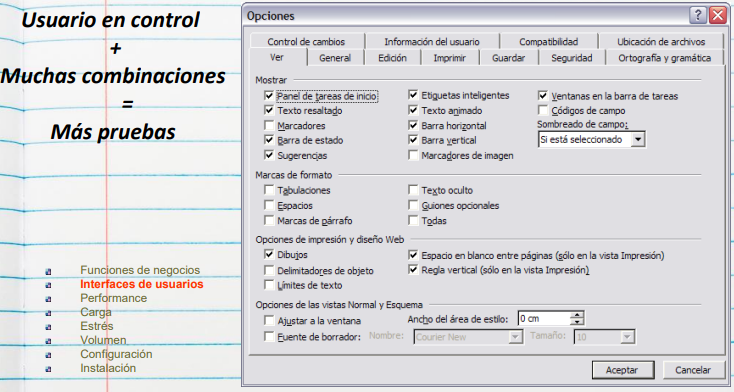 Usuario en control
+
Muchas combinaciones
=
Más pruebas
Funciones de negocios
Interfaces de usuarios
Performance
Carga
Estrés
Volumen
Configuración
Instalación
Opciones
Control de cambios Información del usuario Compatibilidad Ubicación de archivos
Ver General Edición Imprimir Guardar Seguridad Ortografía y gramática
Mostrar
Panel de tareas de inicio Etiquetas inteligentes Ventanas en la barra de tareas
Texto resaltado Texto animado Códigos de campo
Marcadores Barra horizontal Sombreado de campo:
Barra de estado Barra vertical Si está seleccionado
Sugerencias Marcadores de imagen
Marcas de formato
Tabulaciones Texto oculto
Espacios Guiones opcionales
Marcas de párrafo Todas
Opciones de impresión y diseño Web
Dibujos Espacio en blanco entre páginas (sólo en la vista Impresión)
Delimitadores de objeto Regla vertical (sólo en la vista Impresión)
Límites de texto
Opciones de las vistas Normal y Esquema
Ajustar a la ventana Ancho del área de estilo: 0 cm
Fuente de borrador: Nombre: Courier New Tamaño: 10
Aceptar Cancelar